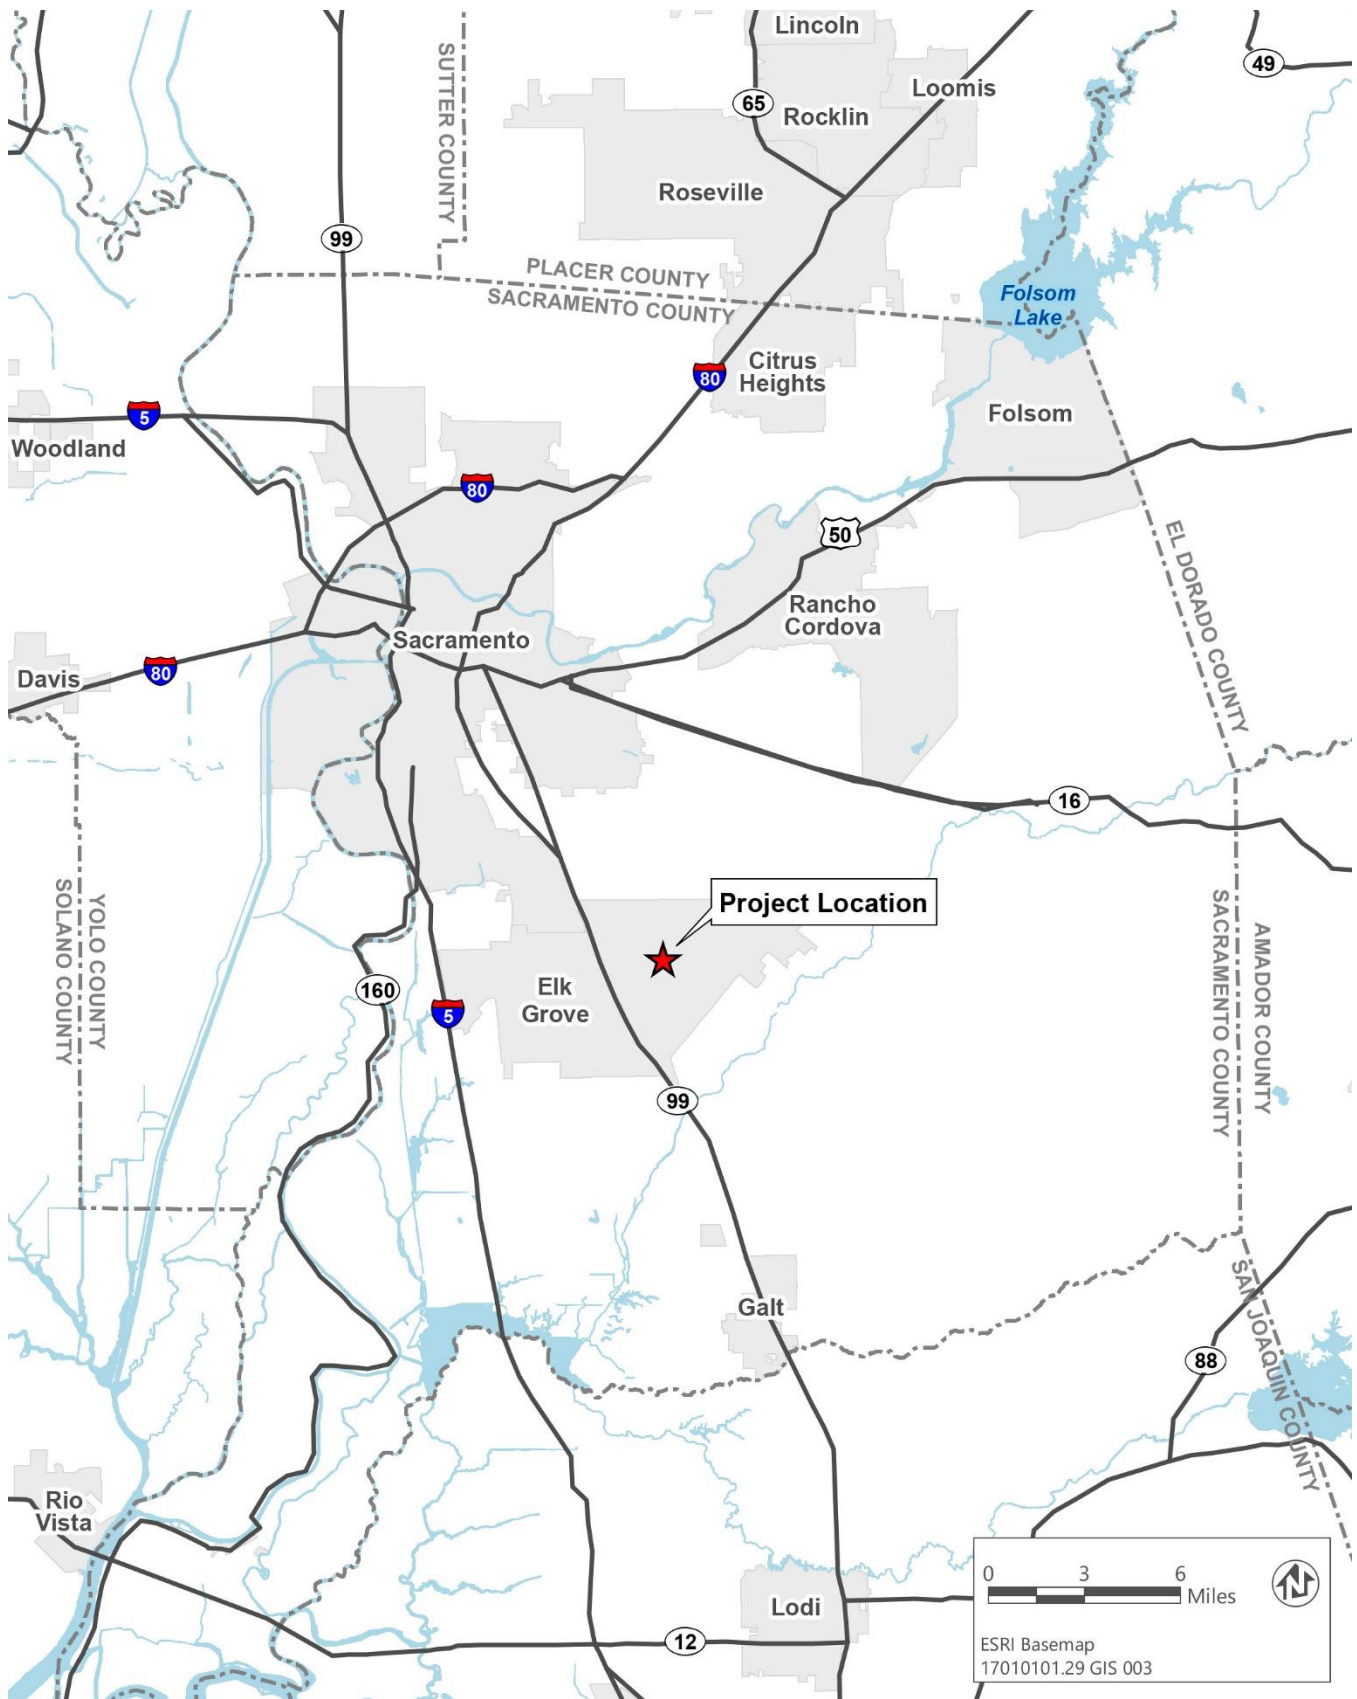 Lincoln
49
SUTTER COUNTY
65
Loomis
Rocklin
Roseville
99
PLACER COUNTY
SACRAMENTO COUNTY
Folsom
Lake
Citrus
Heights
80
5
Folsom
Woodland
80
50
EL DORADO COUNTY
Rancho
Cordova
Sacramento
Davis
80
16
YOLO COUNTY
SOLANO COUNTY
Project Location
SACRAMENTO COUNTY
AMADOR COUNTY
160
5
Elk
Grove
99
Galt
SAN JOAQUIN COUNTY
88
Rio
Vista
Lodi
12
0 3 6
Miles
N
ESRI Basemap
17010101.29 GIS 003